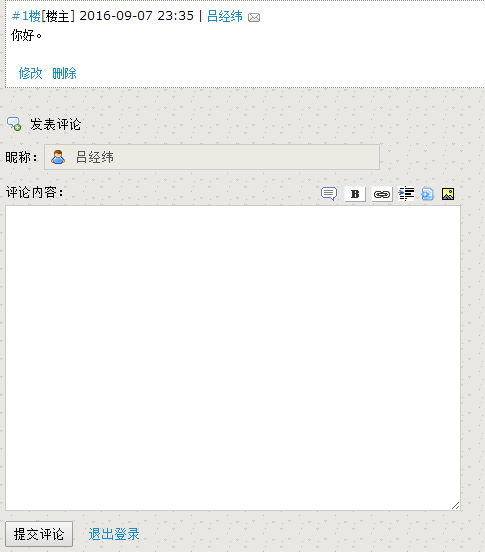 #1楼[楼主] 2016-09-07 23:35 | 吕经纬
你好。
修改 删除
发表评论
昵称： 吕经纬
评论内容：
B
提交评论 退出登录